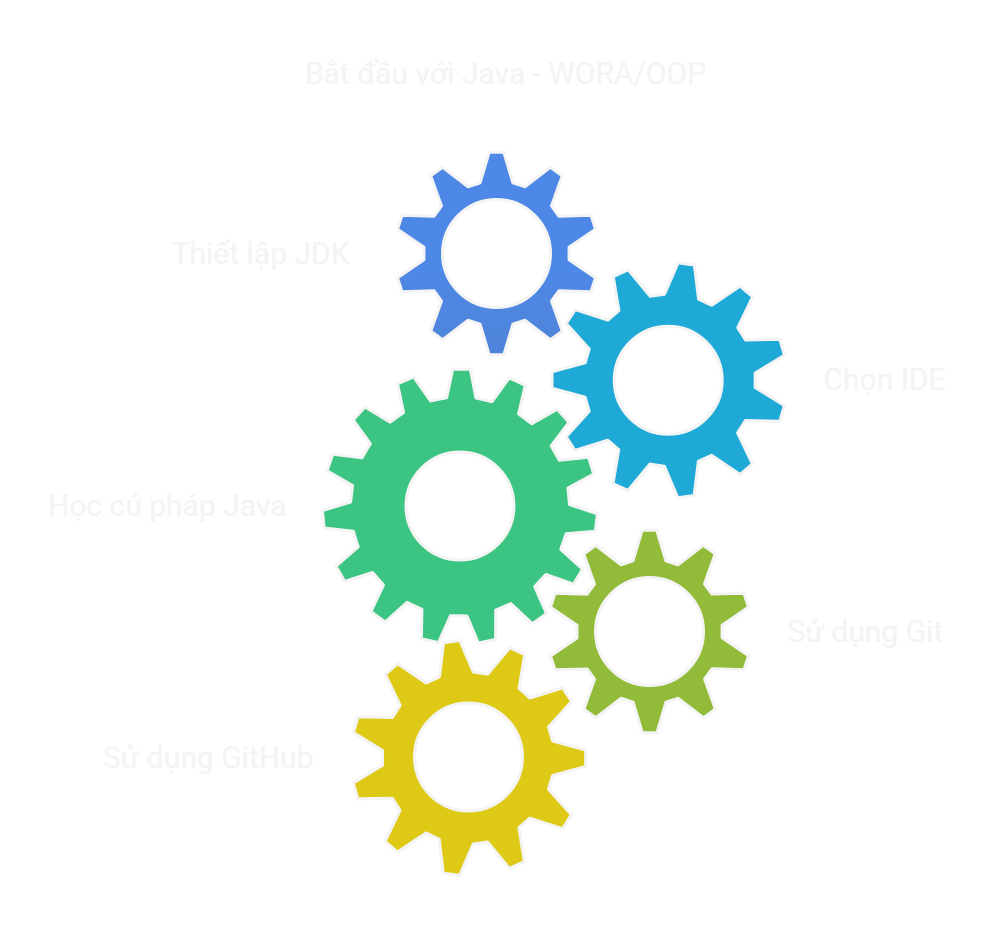 Bắt đầu với Java - WORA/OOP
Thiết lập JDK
Chọn IDE
Học cú pháp Java
Sử dụng Git
Sử dụng GitHub